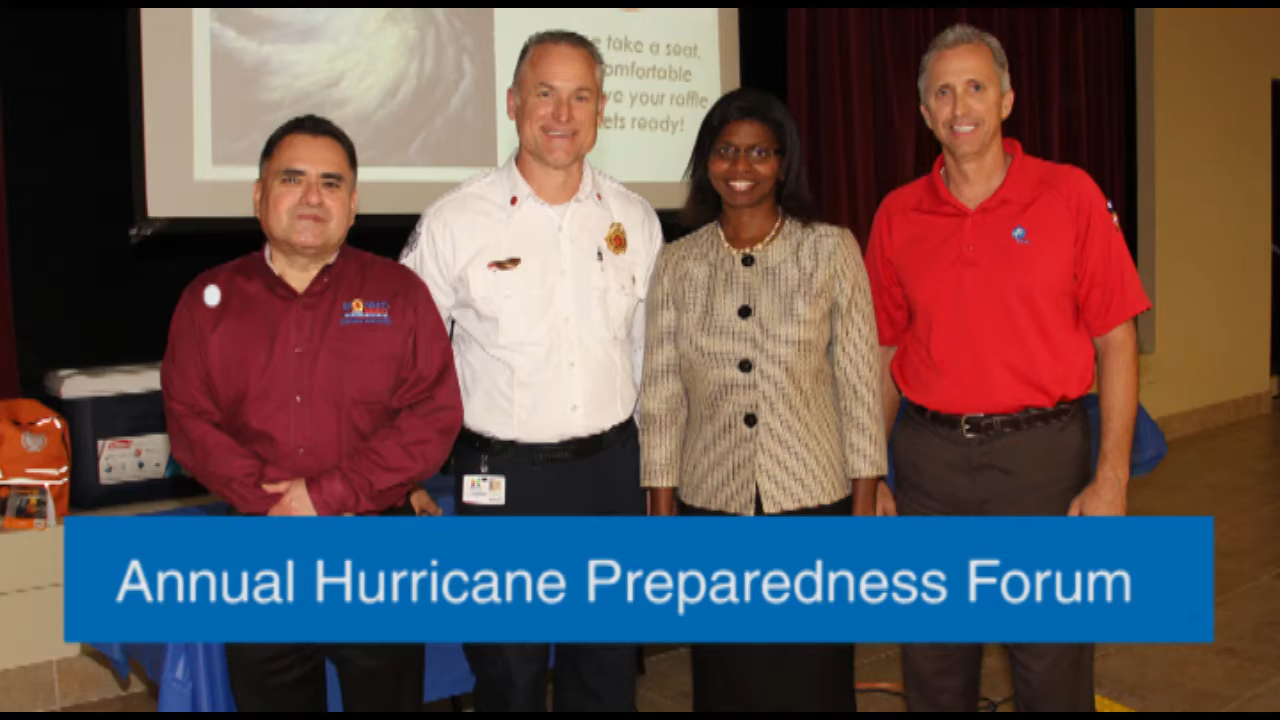 take a seat,
omfortable
your raffle
ets ready!
Annual Hurricane Preparedness Forum